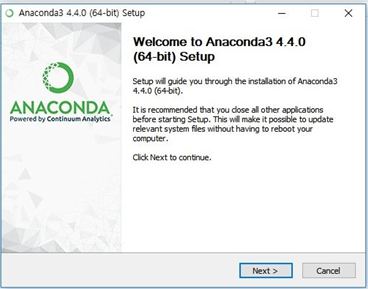 Anaconda3 4.4.0 (64-bit) Setup
Welcome to Anaconda3 4.4.0
(64-bit) Setup
Setup will guide you through the installation of Anaconda3
4.4.0 (64-bit).
It is recommended that you close all other applications
before starting Setup. This will make it possible to update
relevant system files without having to reboot your
computer.
Click Next to continue.
ANACONDA
Powered by Continuum Analytics
Next >
Cancel